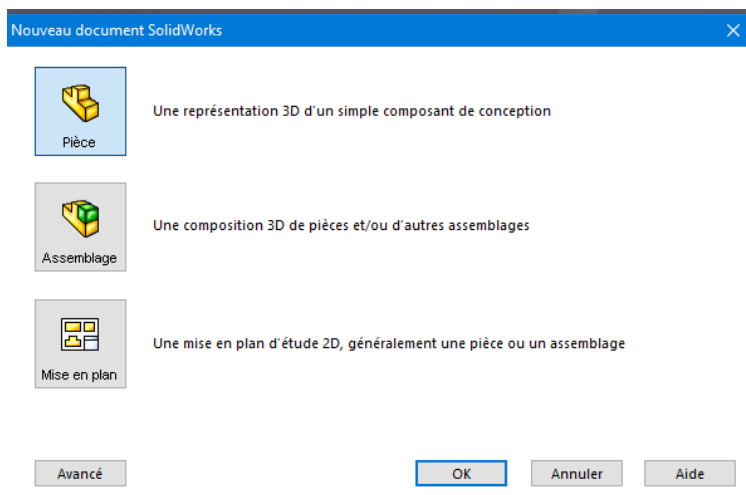 Nouveau document SolidWorks
Pièce
Une représentation 3D d'un simple composant de conception
Assemblage
Une composition 3D de pièces et/ou d'autres assemblages
Mise en plan
Une mise en plan d'étude 2D, généralement une pièce ou un assemblage
Avancé
OK
Annuler
Aide